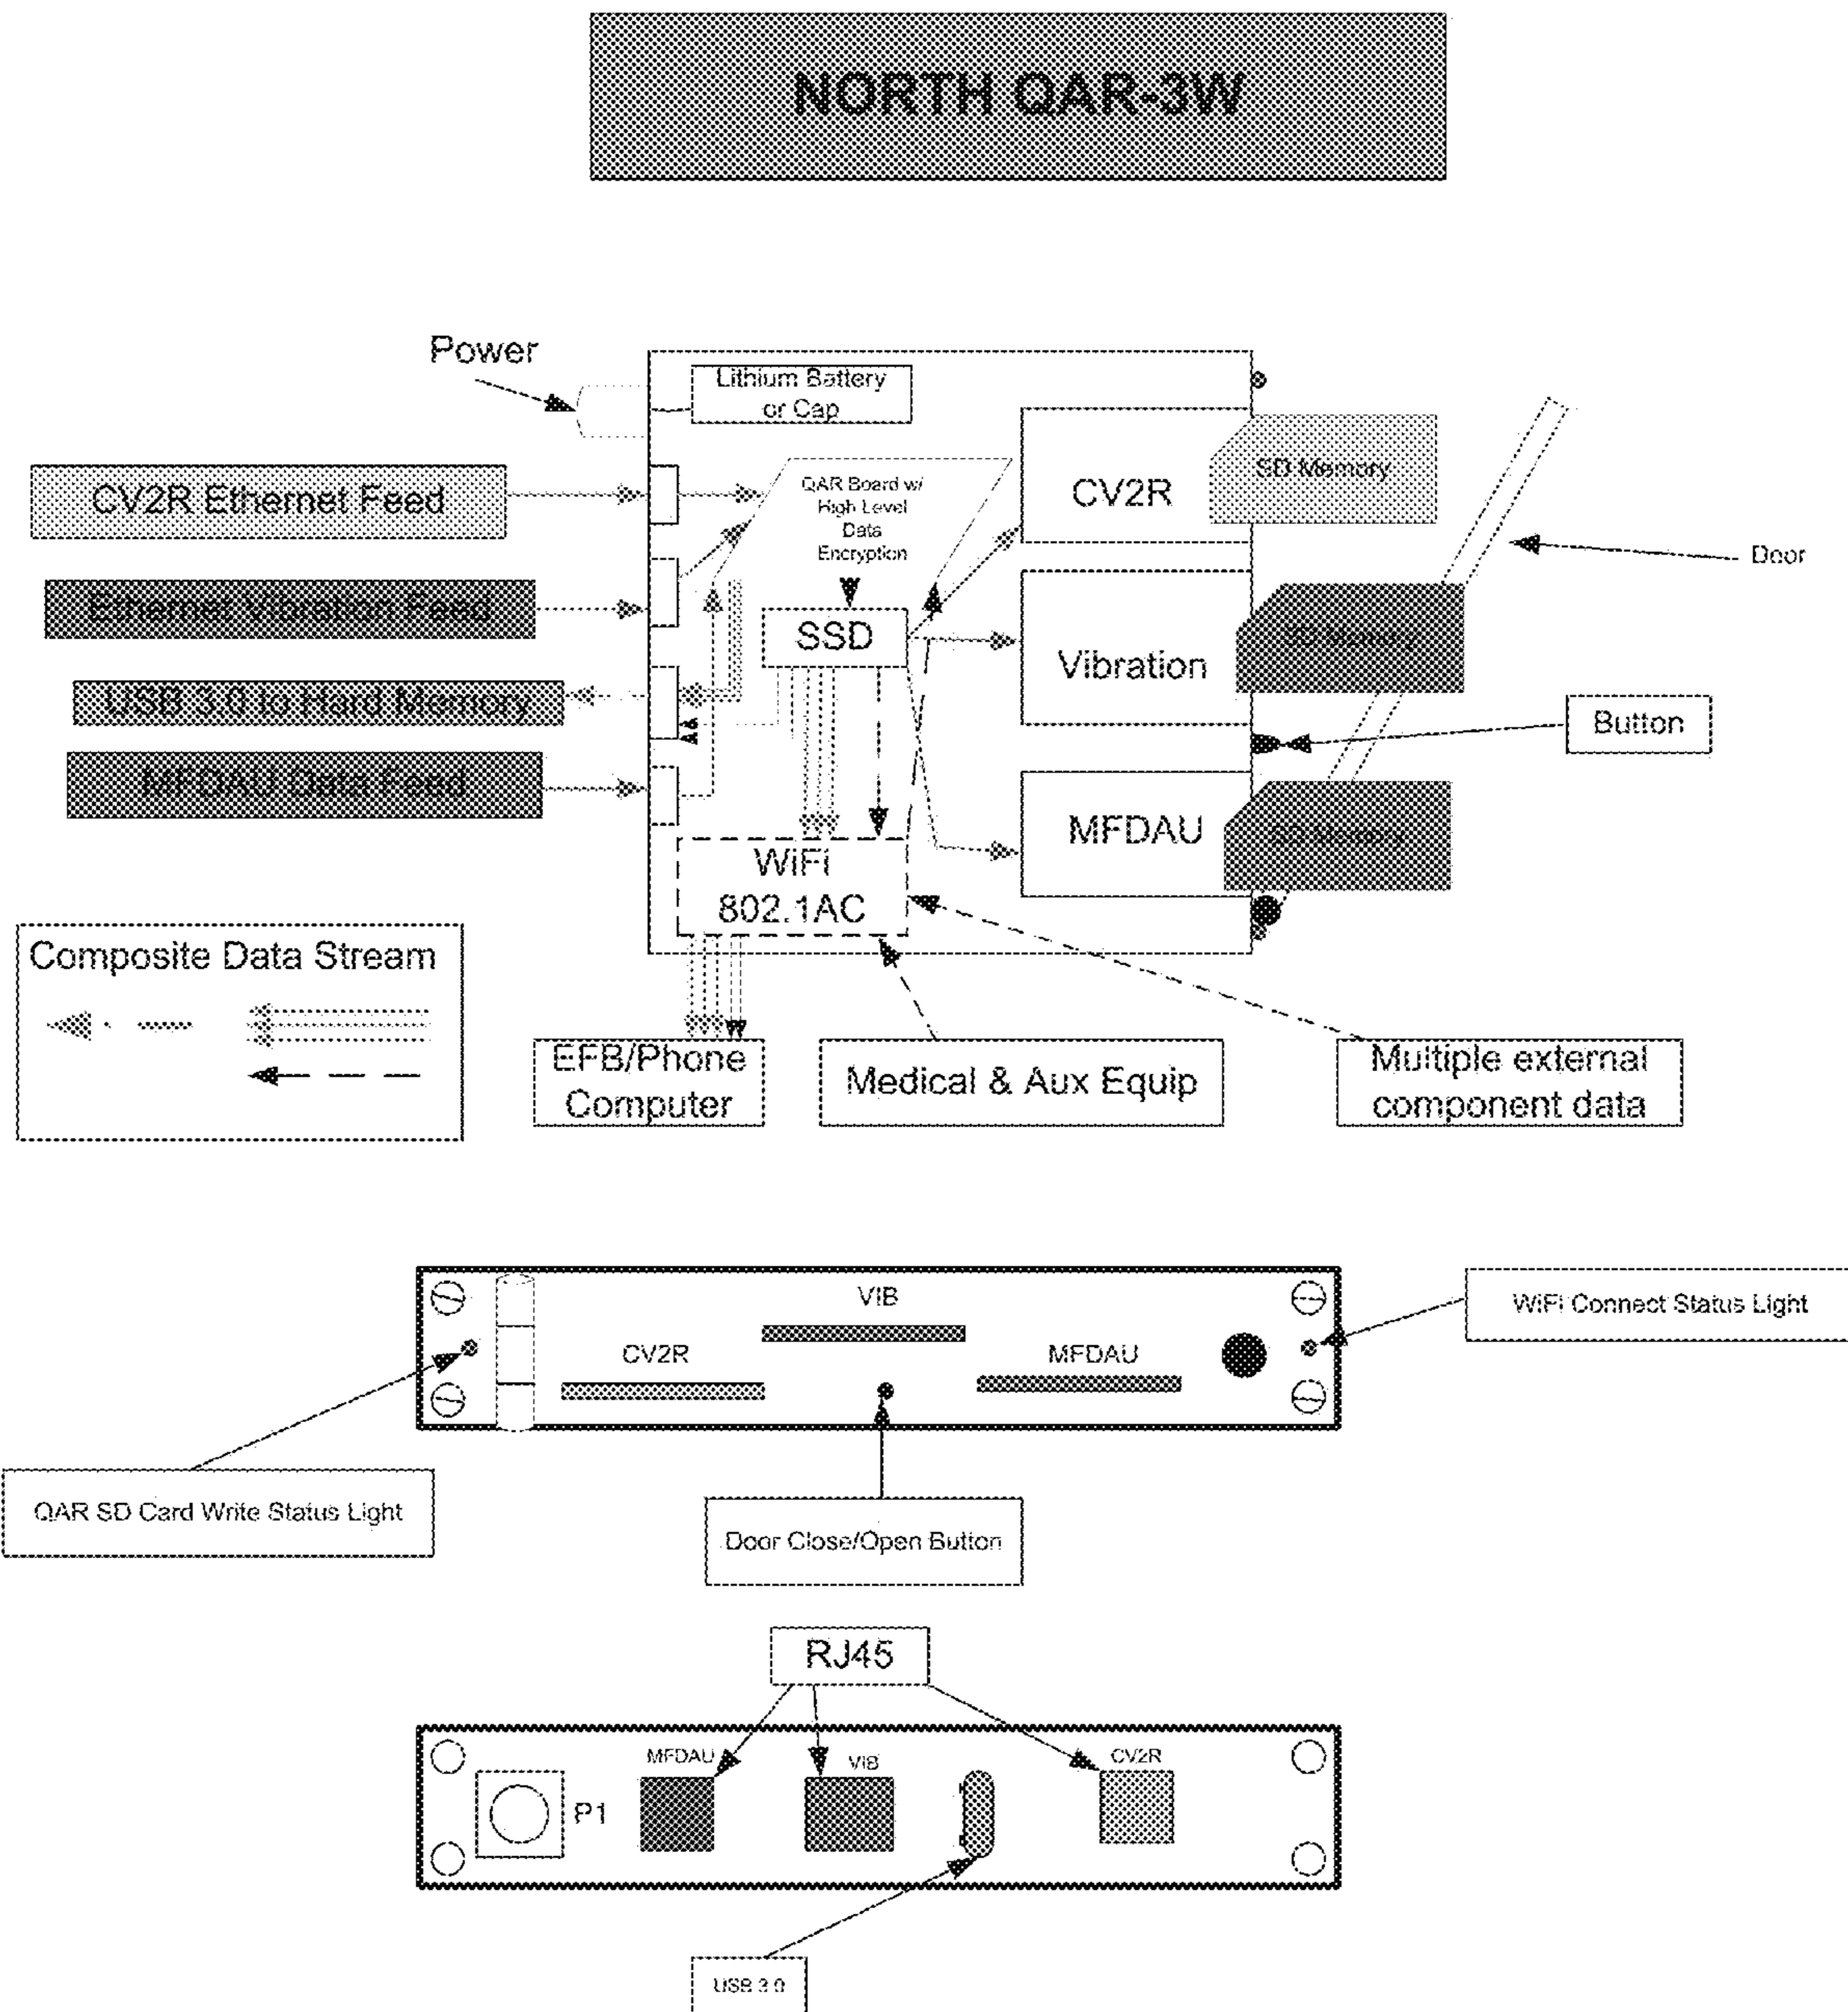 NORTH QAR-3W
Power
Lithium Battery
or Cap
CV2R Ethernet Feed
QAR Board w/
High Level
Data
Encryption
CV2R
SD Memory
Door
Ethernet Vibration Feed
SSD
Vibration
SD Memory
USB 3.0 to Hard Memory
Button
MFDAU Data Feed
MFDAU
SD Memory
WiFi
802.1AC
Composite Data Stream
EFB/Phone
Computer
Medical & Aux Equip
Multiple external
component data
VIB
WiFi Connect Status Light
CV2R
MFDAU
QAR SD Card Write Status Light
Door Close/Open Button
RJ45
MFDAU
VIB
CV2R
P1
USB 3.0